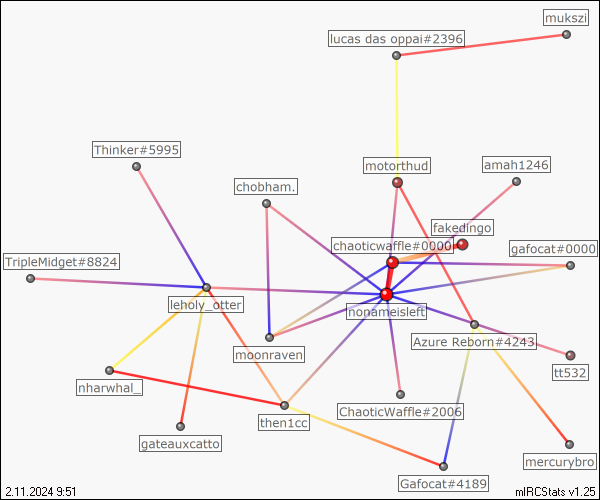 mukszi
lucas das oppai#2396
Thinker#5995
motorthud
amah1246
chobham.
fakedingo
chaoticwaffle#0000
gafocat#0000
TripleMidget#8824
leholy_otter
nonameisleft
Azure Reborn#4243
moonraven
tt532
nharwhal_
ChaoticWaffle#2006
then1cc
gateauxcatto
mercurybro
Gafocat#4189
2.11.2024 9:51
mIRCStats v1.25